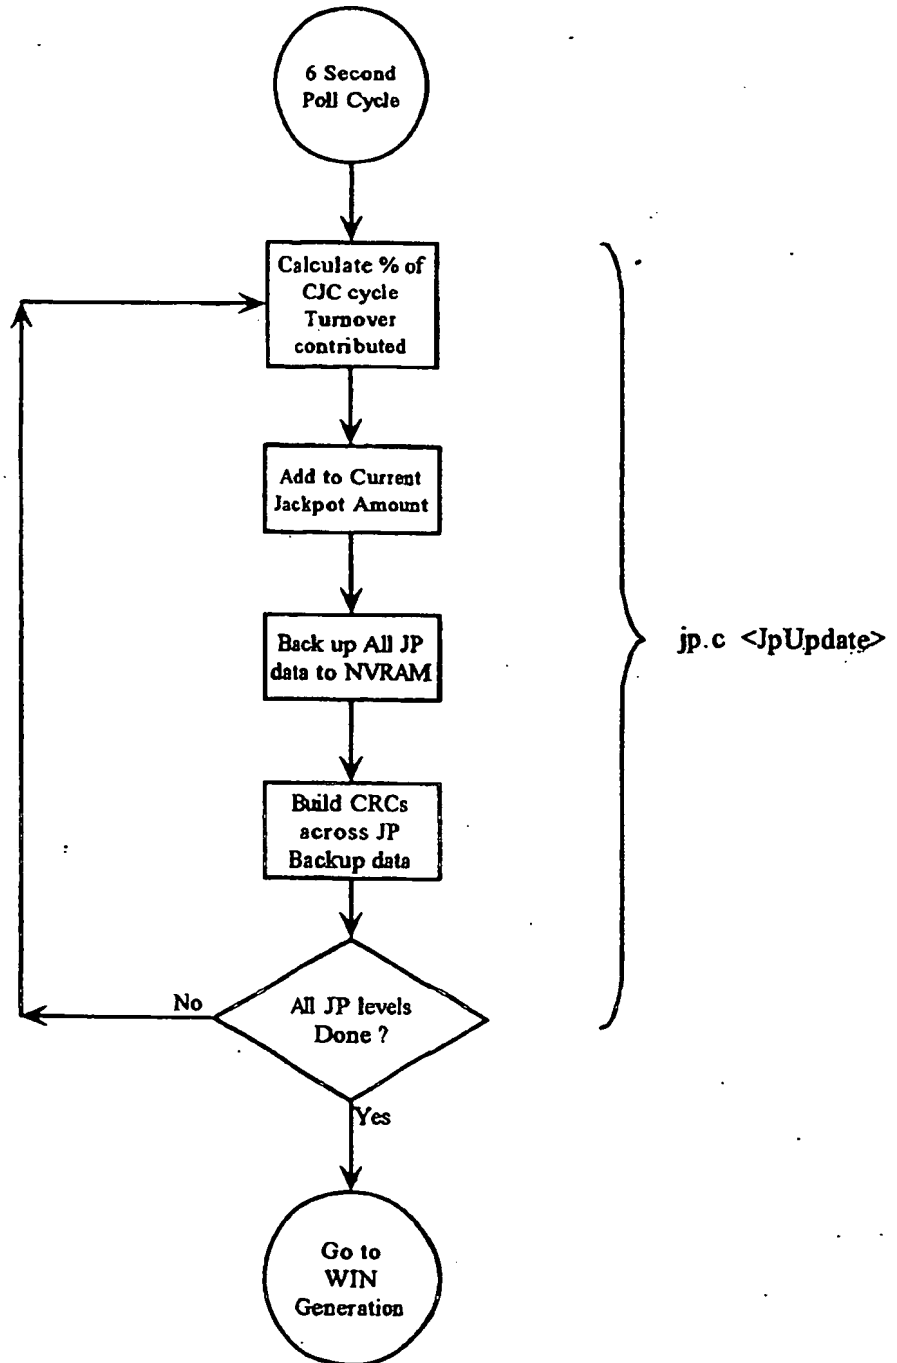 6 Second
Poll Cycle
Calculate % of
CJC cycle
Turnover
contributed
Add to Current
Jackpot Amount
Back up All JP
data to NVRAM
jp.c <JpUpdate>
Build CRCs
across JP
Backup data
No
All JP levels
Done ?
Yes
Go to
WIN
Generation